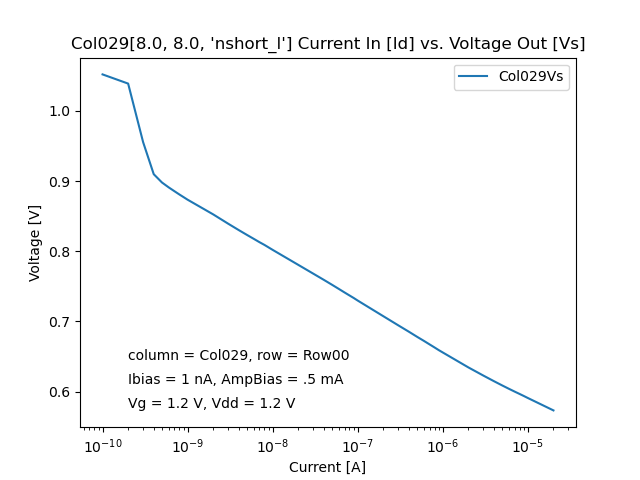 Col029[8.0, 8.0, 'nshort_l'] Current In [Id] vs. Voltage Out [Vs]
Col029Vs
1.0
0.9
0.8
0.7
0.6
Voltage [V]
column = Col029, row = Row00
Ibias = 1 nA, AmpBias = .5 mA
Vg = 1.2 V, Vdd = 1.2 V
10⁻¹⁰ 10⁻⁹ 10⁻⁸ 10⁻⁷ 10⁻⁶ 10⁻⁵
Current [A]